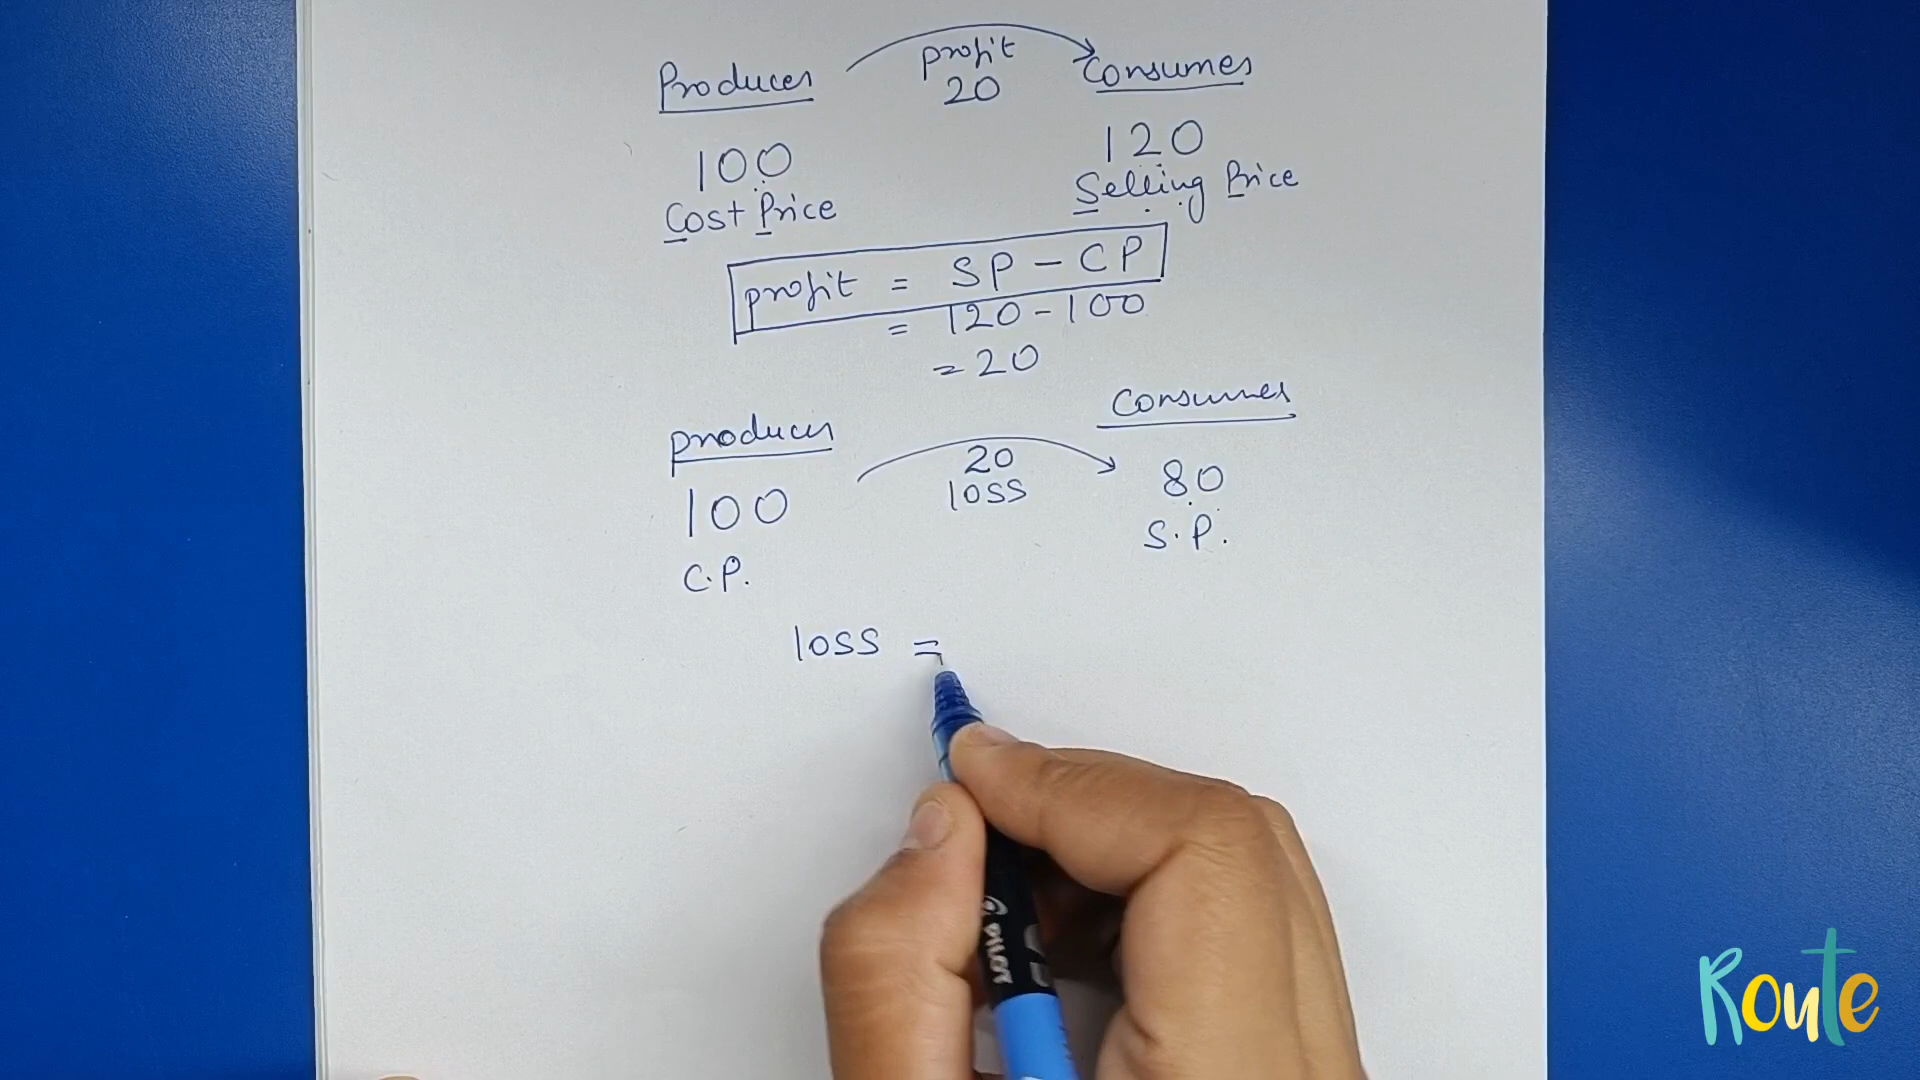 Producer profit Consumer
20
100 120
Cost Price Selling Price
profit = SP - CP
= 120 - 100
= 20
producer Consumer
20
100 loss 80
C.P. S.P.
loss =
PILOT
Route